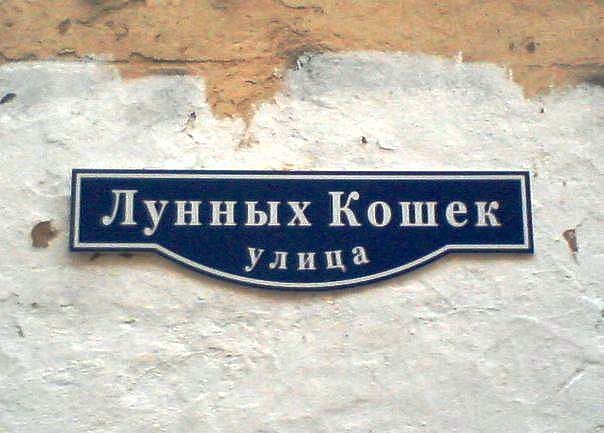 Лунных Кошек
улица